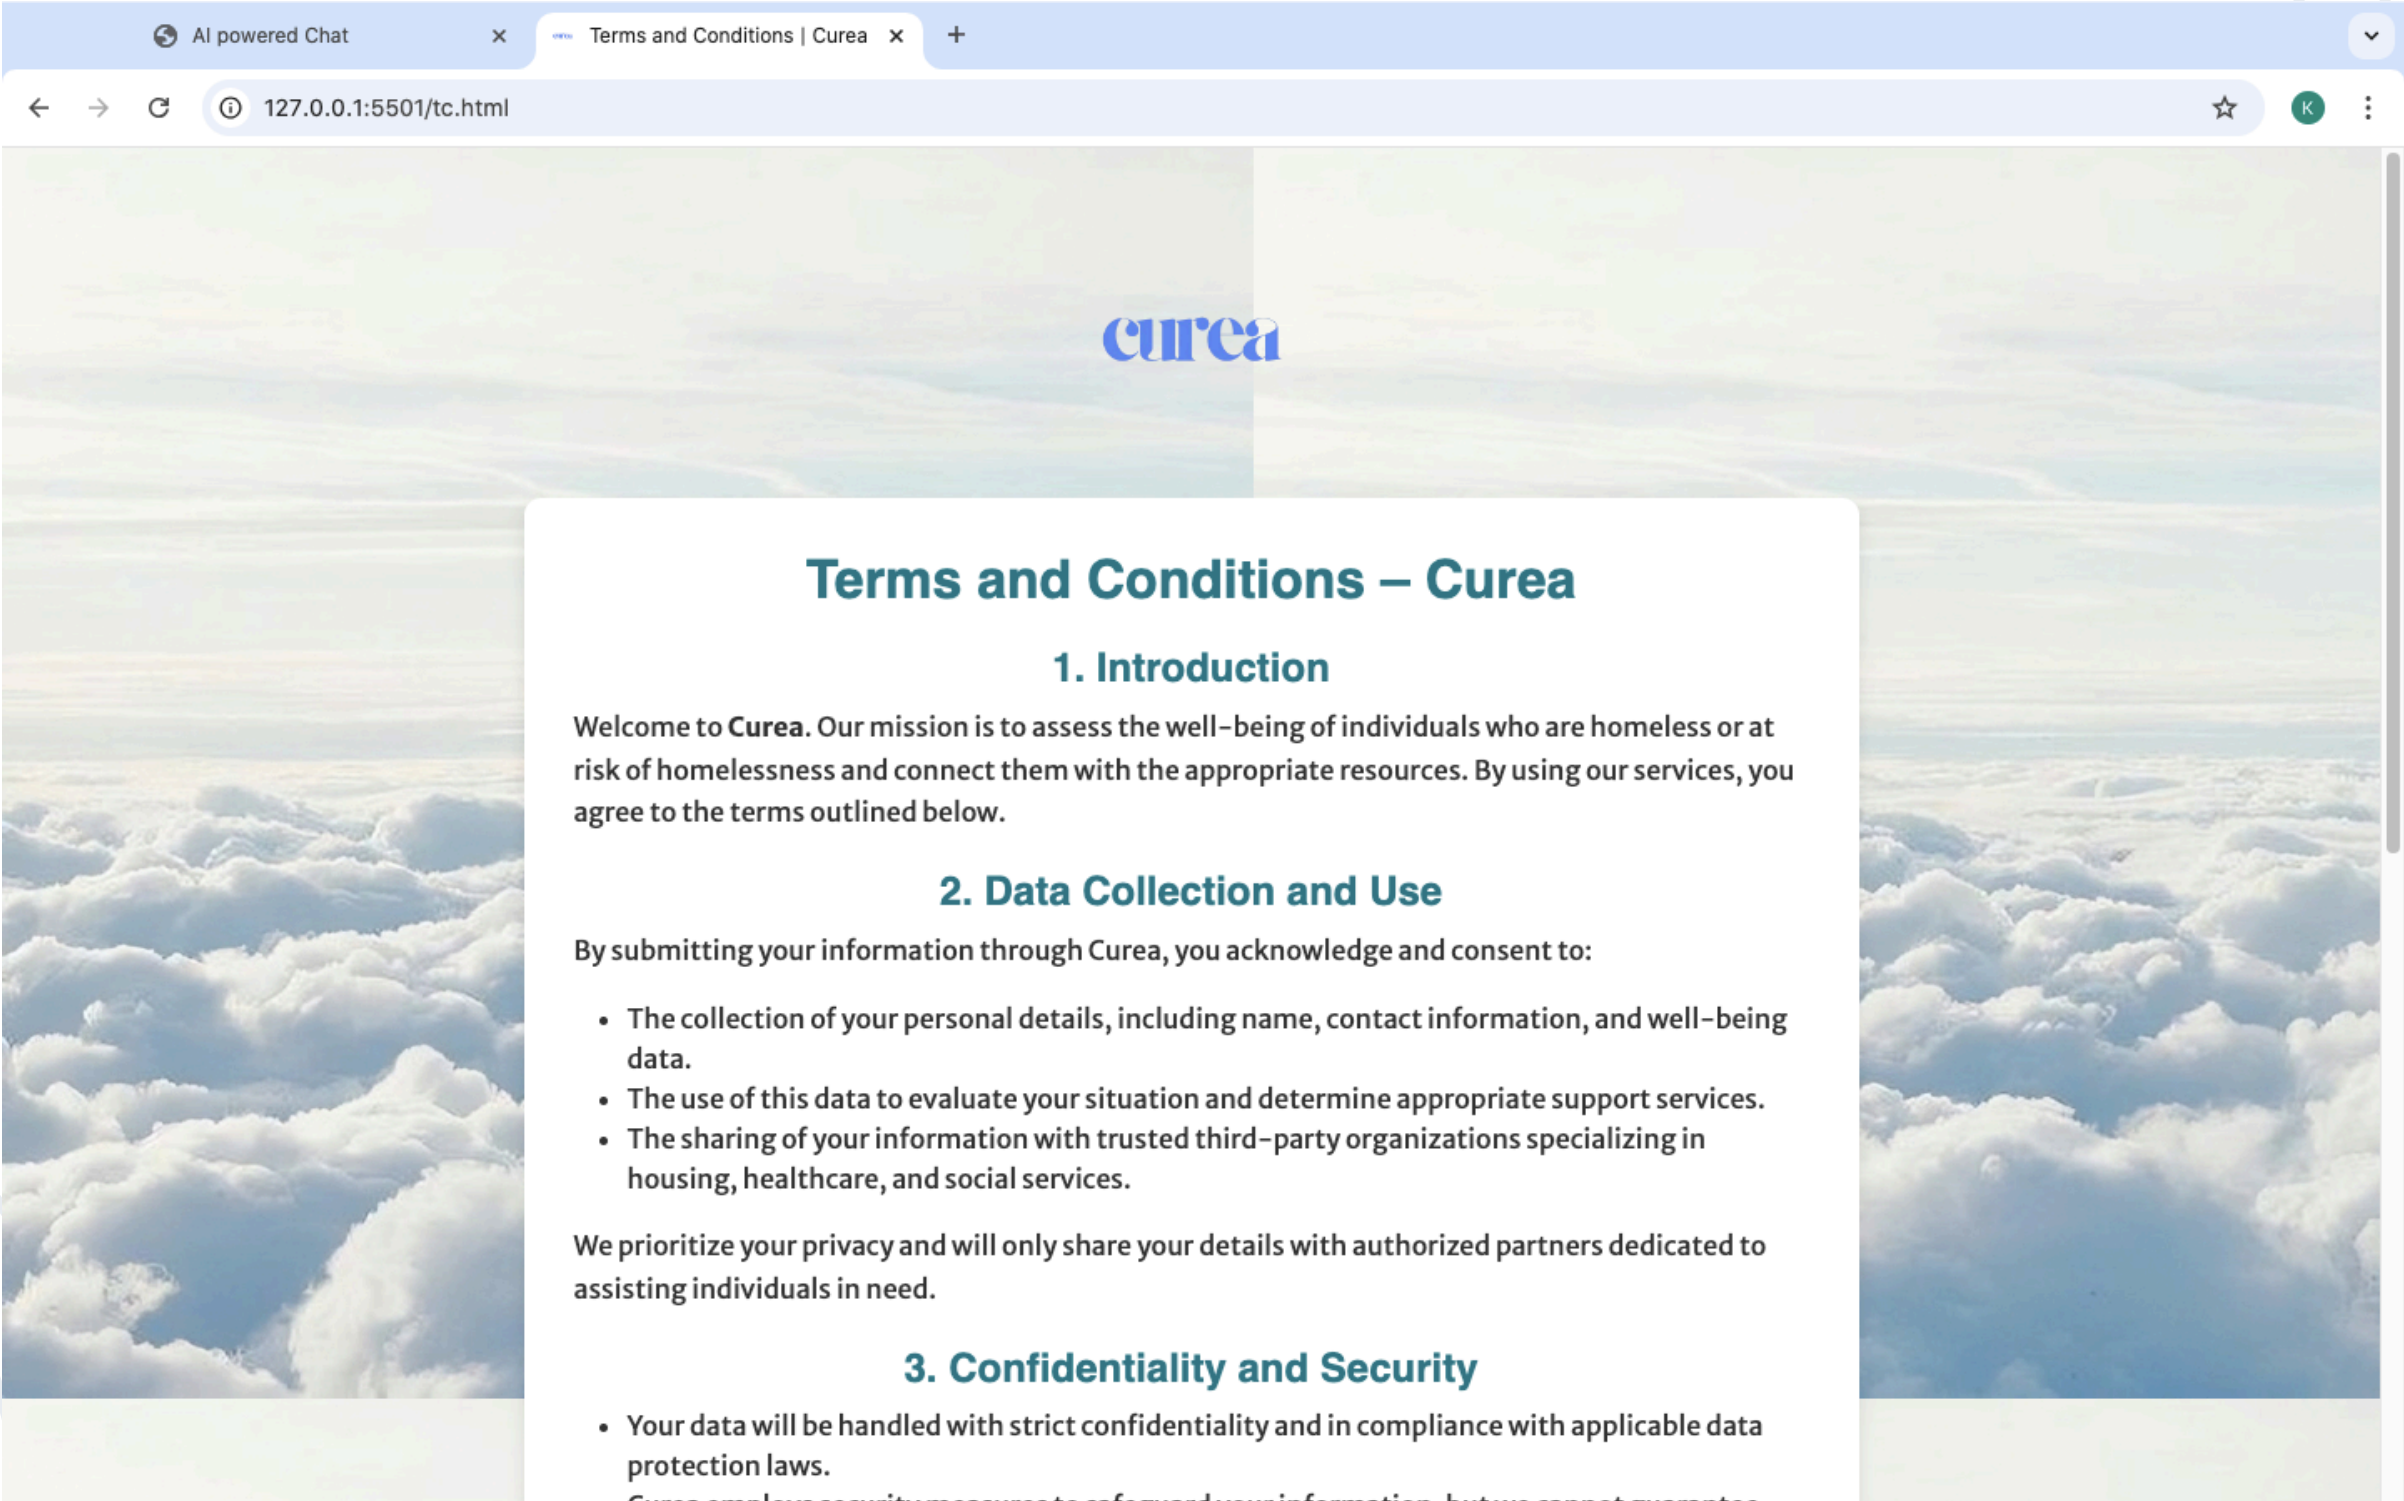 AI powered Chat
Terms and Conditions | Curea
127.0.0.1:5501/tc.html
K
curea
Terms and Conditions – Curea
1. Introduction
Welcome to Curea. Our mission is to assess the well-being of individuals who are homeless or at
risk of homelessness and connect them with the appropriate resources. By using our services, you
agree to the terms outlined below.
2. Data Collection and Use
By submitting your information through Curea, you acknowledge and consent to:
• The collection of your personal details, including name, contact information, and well-being
data.
• The use of this data to evaluate your situation and determine appropriate support services.
• The sharing of your information with trusted third-party organizations specializing in
housing, healthcare, and social services.
We prioritize your privacy and will only share your details with authorized partners dedicated to
assisting individuals in need.
3. Confidentiality and Security
• Your data will be handled with strict confidentiality and in compliance with applicable data
protection laws.